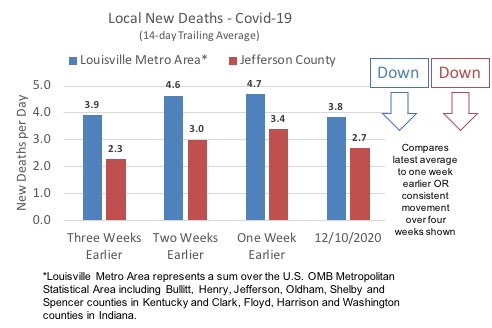 Local New Deaths - Covid-19
(14-day Trailing Average)
Louisville Metro Area* Jefferson County
Down Down
New Deaths per Day
5.0
4.0
3.0
2.0
1.0
0.0
3.9
2.3
4.6
3.0
4.7
3.4
3.8
2.7
Three Weeks
Earlier
Two Weeks
Earlier
One Week
Earlier
12/10/2020
Compares
latest average
to one week
earlier OR
consistent
movement
over four
weeks shown
*Louisville Metro Area represents a sum over the U.S. OMB Metropolitan
Statistical Area including Bullitt, Henry, Jefferson, Oldham, Shelby and
Spencer counties in Kentucky and Clark, Floyd, Harrison and Washington
counties in Indiana.